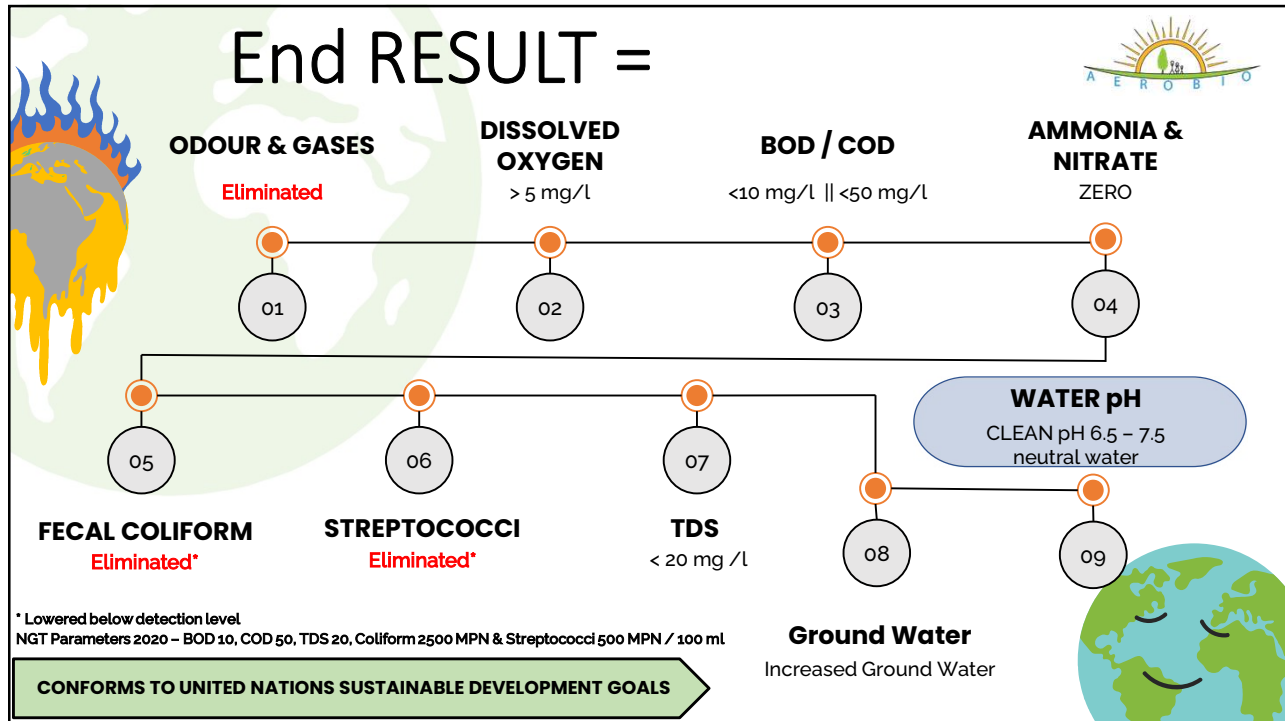 End RESULT =
AEROBIO
ODOUR & GASES
Eliminated
DISSOLVED
OXYGEN
> 5 mg/l
BOD / COD
<10 mg/l || <50 mg/l
AMMONIA &
NITRATE
ZERO
01
02
03
04
05
06
07
08
09
WATER pH
CLEAN pH 6.5 – 7.5
neutral water
FECAL COLIFORM
Eliminated*
STREPTOCOCCI
Eliminated*
TDS
< 20 mg /l
Ground Water
Increased Ground Water
* Lowered below detection level
NGT Parameters 2020 – BOD 10, COD 50, TDS 20, Coliform 2500 MPN & Streptococci 500 MPN / 100 ml
CONFORMS TO UNITED NATIONS SUSTAINABLE DEVELOPMENT GOALS